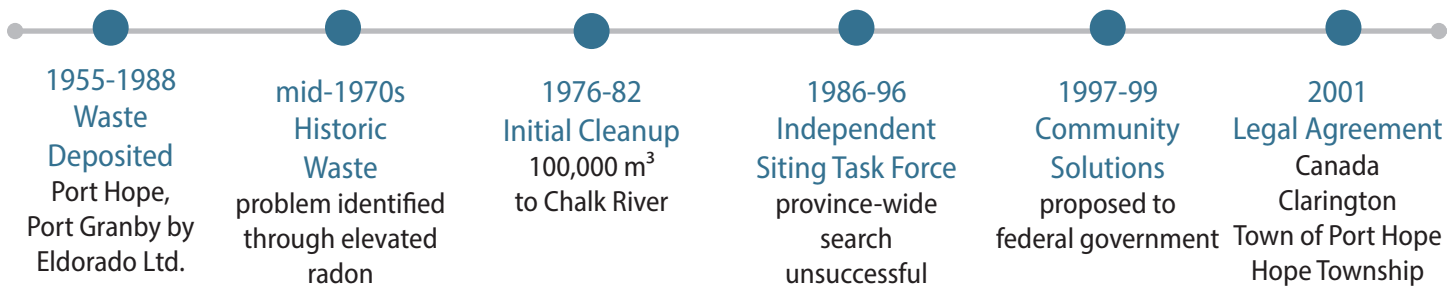 1955-1988
Waste
Deposited
Port Hope,
Port Granby by
Eldorado Ltd.
mid-1970s
Historic
Waste
problem identified
through elevated
radon
1976-82
Initial Cleanup
100,000 m³
to Chalk River
1986-96
Independent
Siting Task Force
province-wide
search
unsuccessful
1997-99
Community
Solutions
proposed to
federal government
2001
Legal Agreement
Canada
Clarington
Town of Port Hope
Hope Township